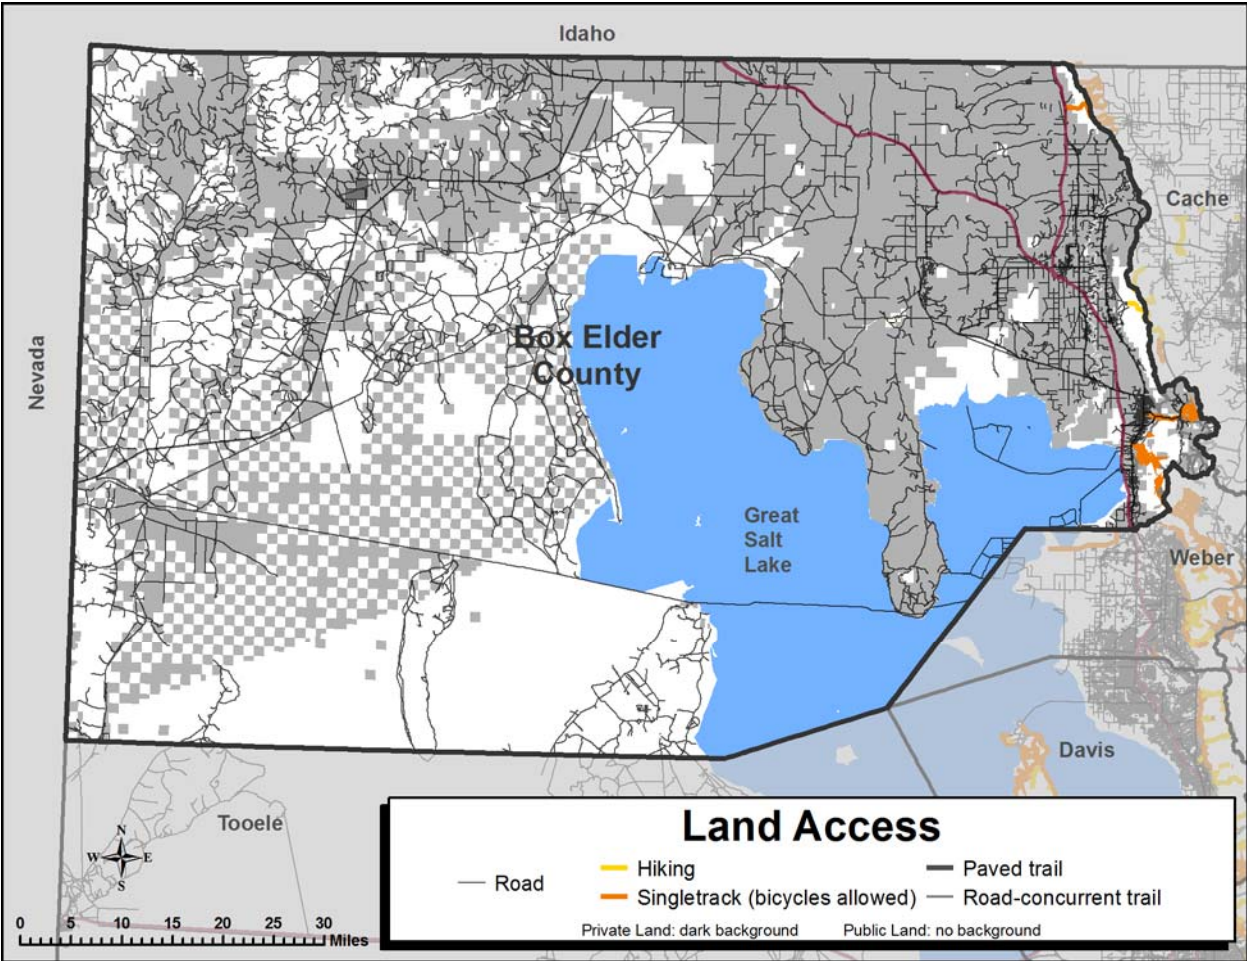 Idaho
Cache
Nevada
Box Elder
County
Great
Salt
Lake
Weber
Davis
Tooele
N
W E
S
0 5 10 15 20 25 30
Miles
Land Access
Road
Hiking
Singletrack (bicycles allowed)
Paved trail
Road-concurrent trail
Private Land: dark background Public Land: no background